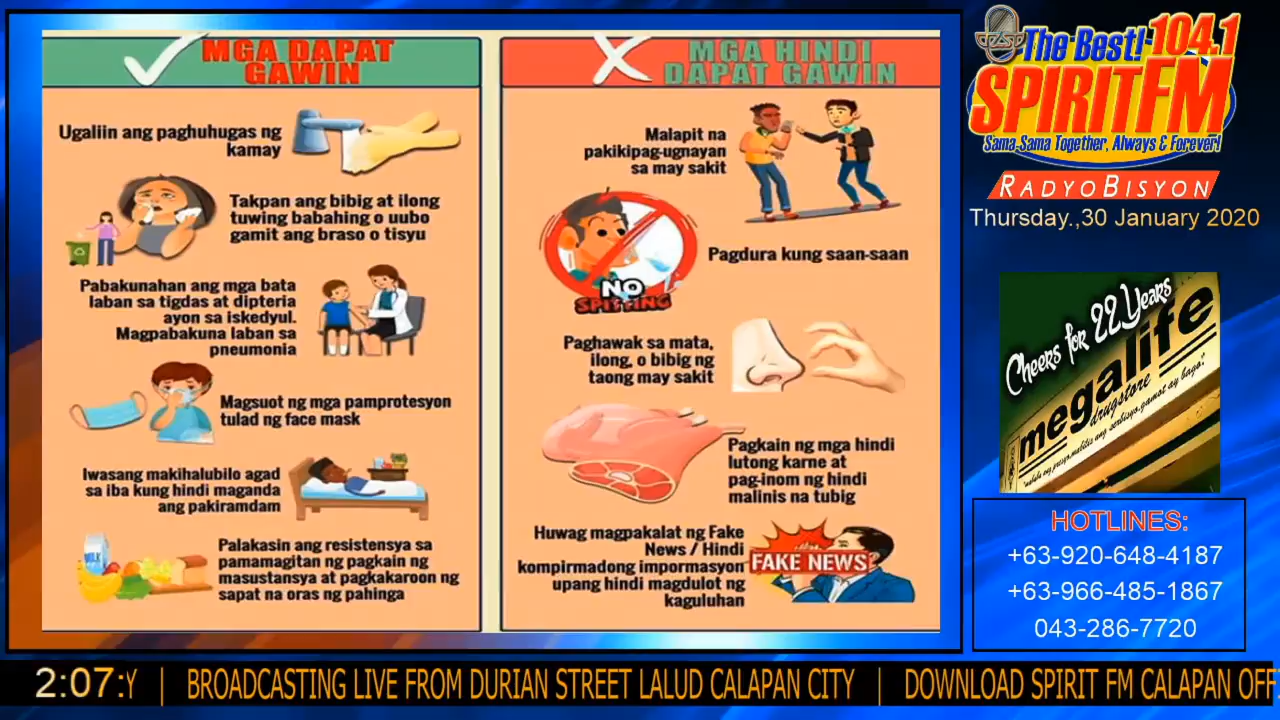 MGA DAPAT
GAWIN
Ugaliin ang paghuhugas ng
kamay
Takpan ang bibig at ilong
tuwing babahing o uubo
gamit ang braso o tisyu
Pabakunahan ang mga bata
laban sa tigdas at dipteria
ayon sa iskedyul.
Magpabakuna laban sa
pneumonia
Magsuot ng mga pamprotesyon
tulad ng face mask
Iwasang makihalubilo agad
sa iba kung hindi maganda
ang pakiramdam
MILK
Palakasin ang resistensya sa
pamamagitan ng pagkain ng
masustansya at pagkakaroon ng
sapat na oras ng pahinga
MGA HINDI
DAPAT GAWIN
Malapit na
pakikipag-ugnayan
sa may sakit
NO
SPITTING
Pagdura kung saan-saan
Paghawak sa mata,
ilong, o bibig ng
taong may sakit
Pagkain ng mga hindi
lutong karne at
pag-inom ng hindi
malinis na tubig
Huwag magpakalat ng Fake
News / Hindi
kompirmadong impormasyon
upang hindi magdulot ng
kaguluhan
FAKE NEWS
The Best! 104.1
SPIRITFM
Sama-Sama Together, Always & Forever!
RADYOBISYON
Thursday.,30 January 2020
Cheers for 22 Years
megalife
drugstore
HOTLINES:
+63-920-648-4187
+63-966-485-1867
043-286-7720
2:07:Y | BROADCASTING LIVE FROM DURIAN STREET LALUD CALAPAN CITY | DOWNLOAD SPIRIT FM CALAPAN OFF